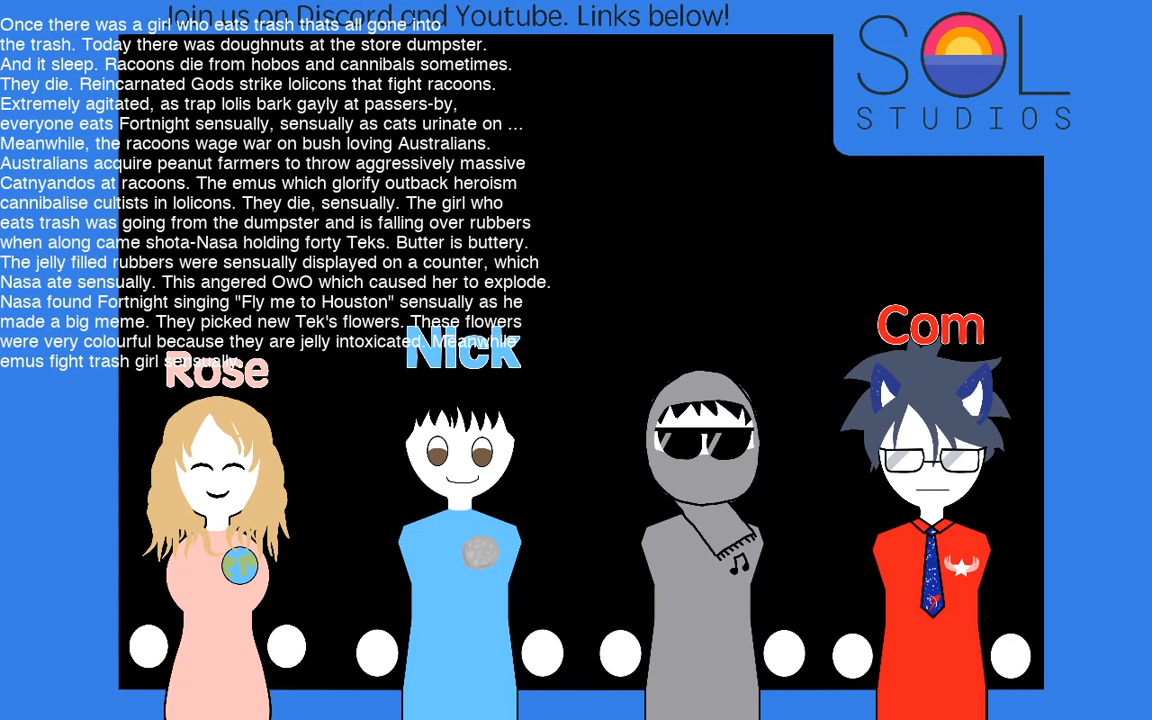 Join us on Discord and Youtube. Links below!
SOL
STUDIOS
Once there was a girl who eats trash thats all gone into
the trash. Today there was doughnuts at the store dumpster.
And it sleep. Racoons die from hobos and cannibals sometimes.
They die. Reincarnated Gods strike lolicons that fight racoons.
Extremely agitated, as trap lolis bark gayly at passers-by,
everyone eats Fortnight sensually, sensually as cats urinate on ...
Meanwhile, the racoons wage war on bush loving Australians.
Australians acquire peanut farmers to throw aggressively massive
Catnyandos at racoons. The emus which glorify outback heroism
cannibalise cultists in lolicons. They die, sensually. The girl who
eats trash was going from the dumpster and is falling over rubbers
when along came shota-Nasa holding forty Teks. Butter is buttery.
The jelly filled rubbers were sensually displayed on a counter, which
Nasa ate sensually. This angered OwO which caused her to explode.
Nasa found Fortnight singing "Fly me to Houston" sensually as he
made a big meme. They picked new Tek's flowers. These flowers
were very colourful because they are jelly intoxicated. Meanwhile
emus fight trash girl sensually.
Rose
Nick
Com